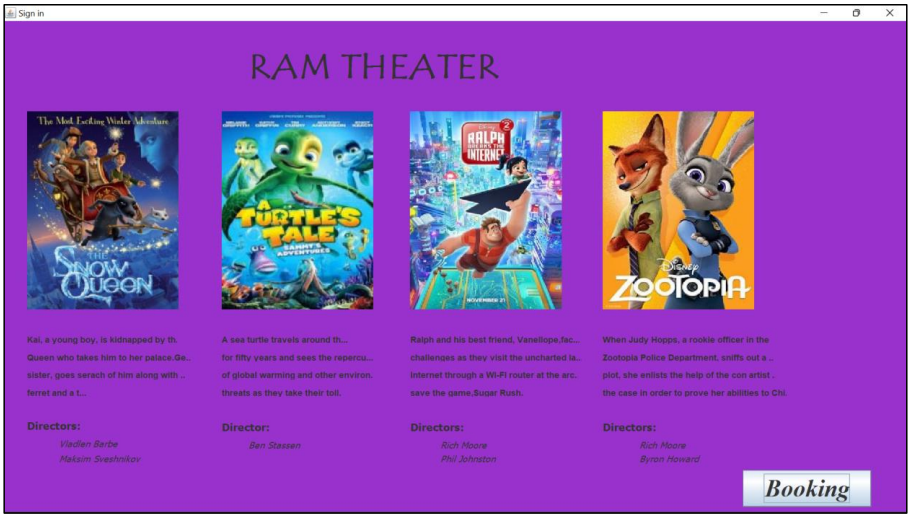 Sign in
RAM THEATER
The Most Exciting Winter Adventure
THE
SNOW
QUEEN
A
TURTLE'S
TALE
SAMMY'S
ADVENTURES
Disney
RALPH
BREAKS THE
INTERNET
2
NOVEMBER 21
Disney
ZOOTOPIA
Kai, a young boy, is kidnapped by th.
Queen who takes him to her palace.Ge..
sister, goes serach of him along with ..
ferret and a t...
Directors:
Vladlen Barbe
Maksim Sveshnikov
A sea turtle travels around th...
for fifty years and sees the repercu...
of global warming and other environ.
threats as they take their toll.
Director:
Ben Stassen
Ralph and his best friend, Vanellope,fac...
challenges as they visit the uncharted la..
Internet through a Wi-Fi router at the arc.
save the game,Sugar Rush.
Directors:
Rich Moore
Phil Johnston
When Judy Hopps, a rookie officer in the
Zootopia Police Department, sniffs out a ..
plot, she enlists the help of the con artist .
the case in order to prove her abilities to Chi.
Directors:
Rich Moore
Byron Howard
Booking